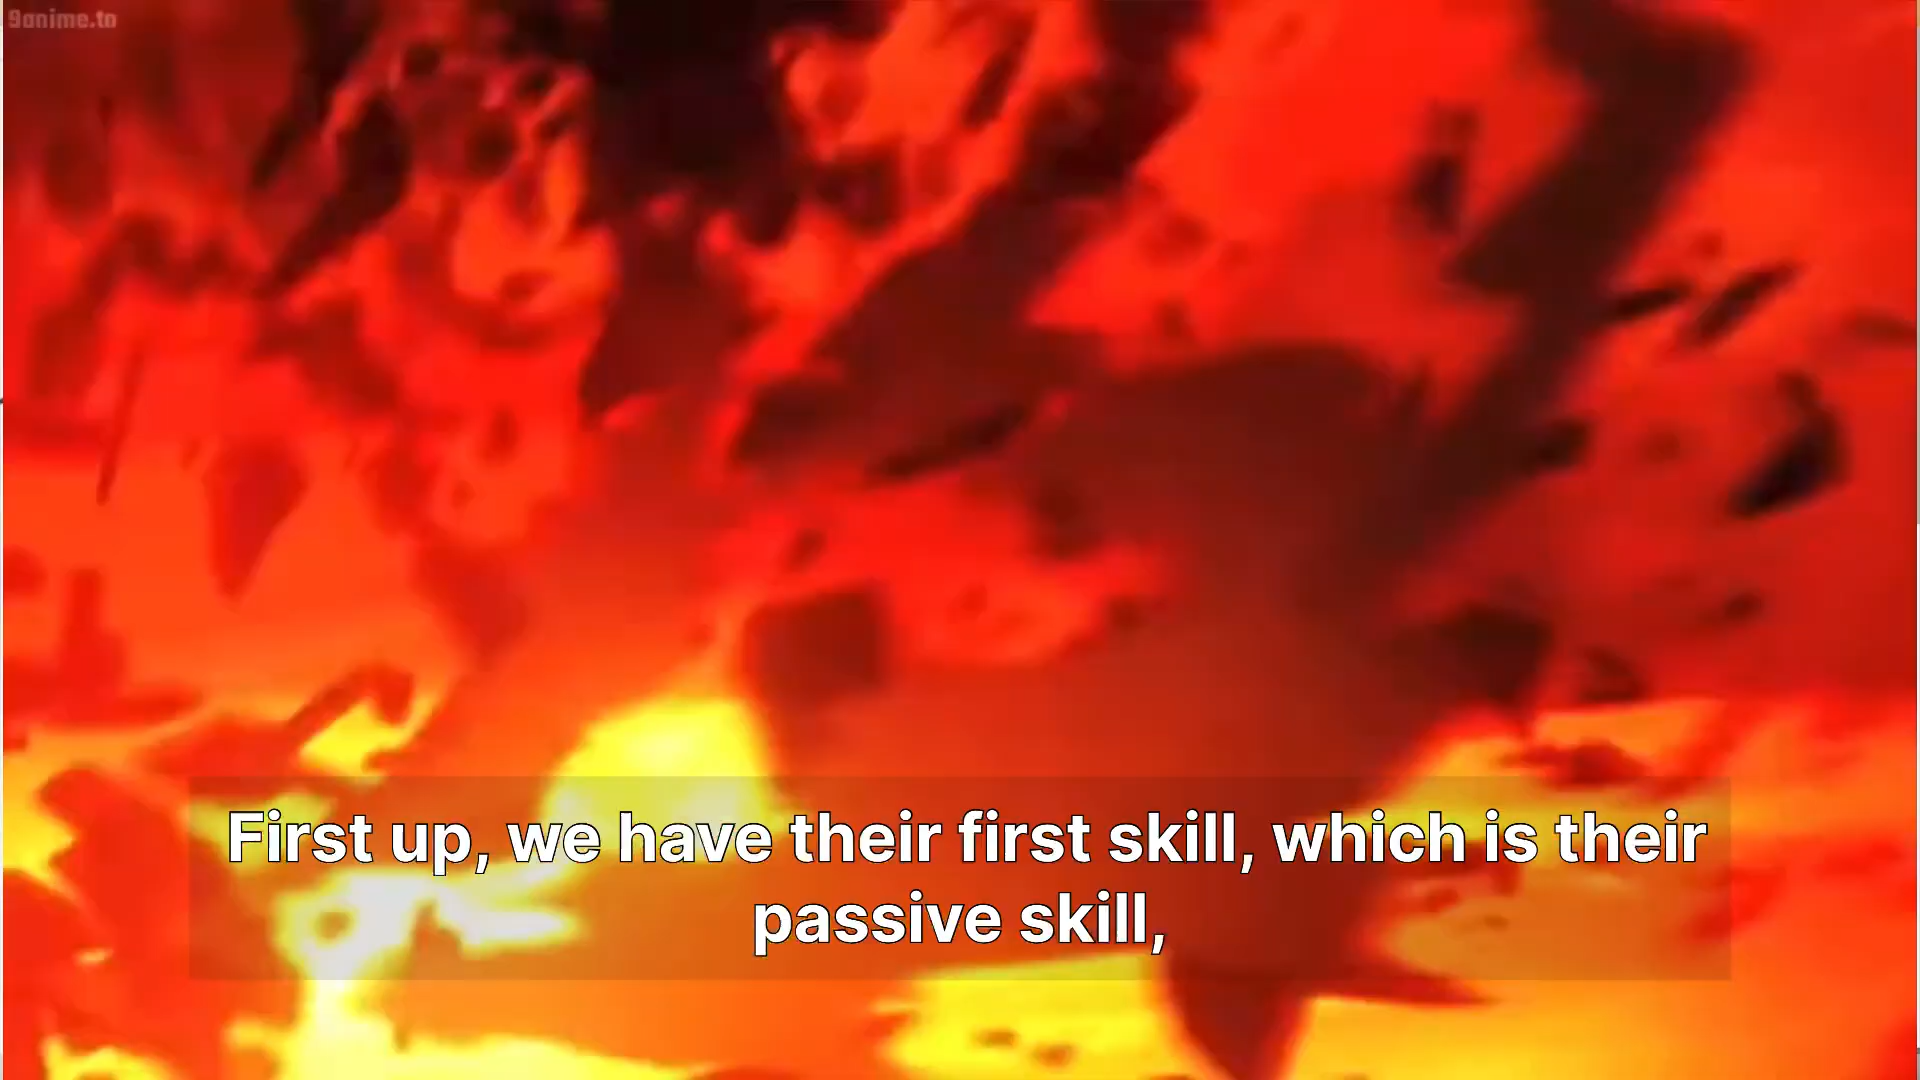 9anime.to
First up, we have their first skill, which is their
passive skill,